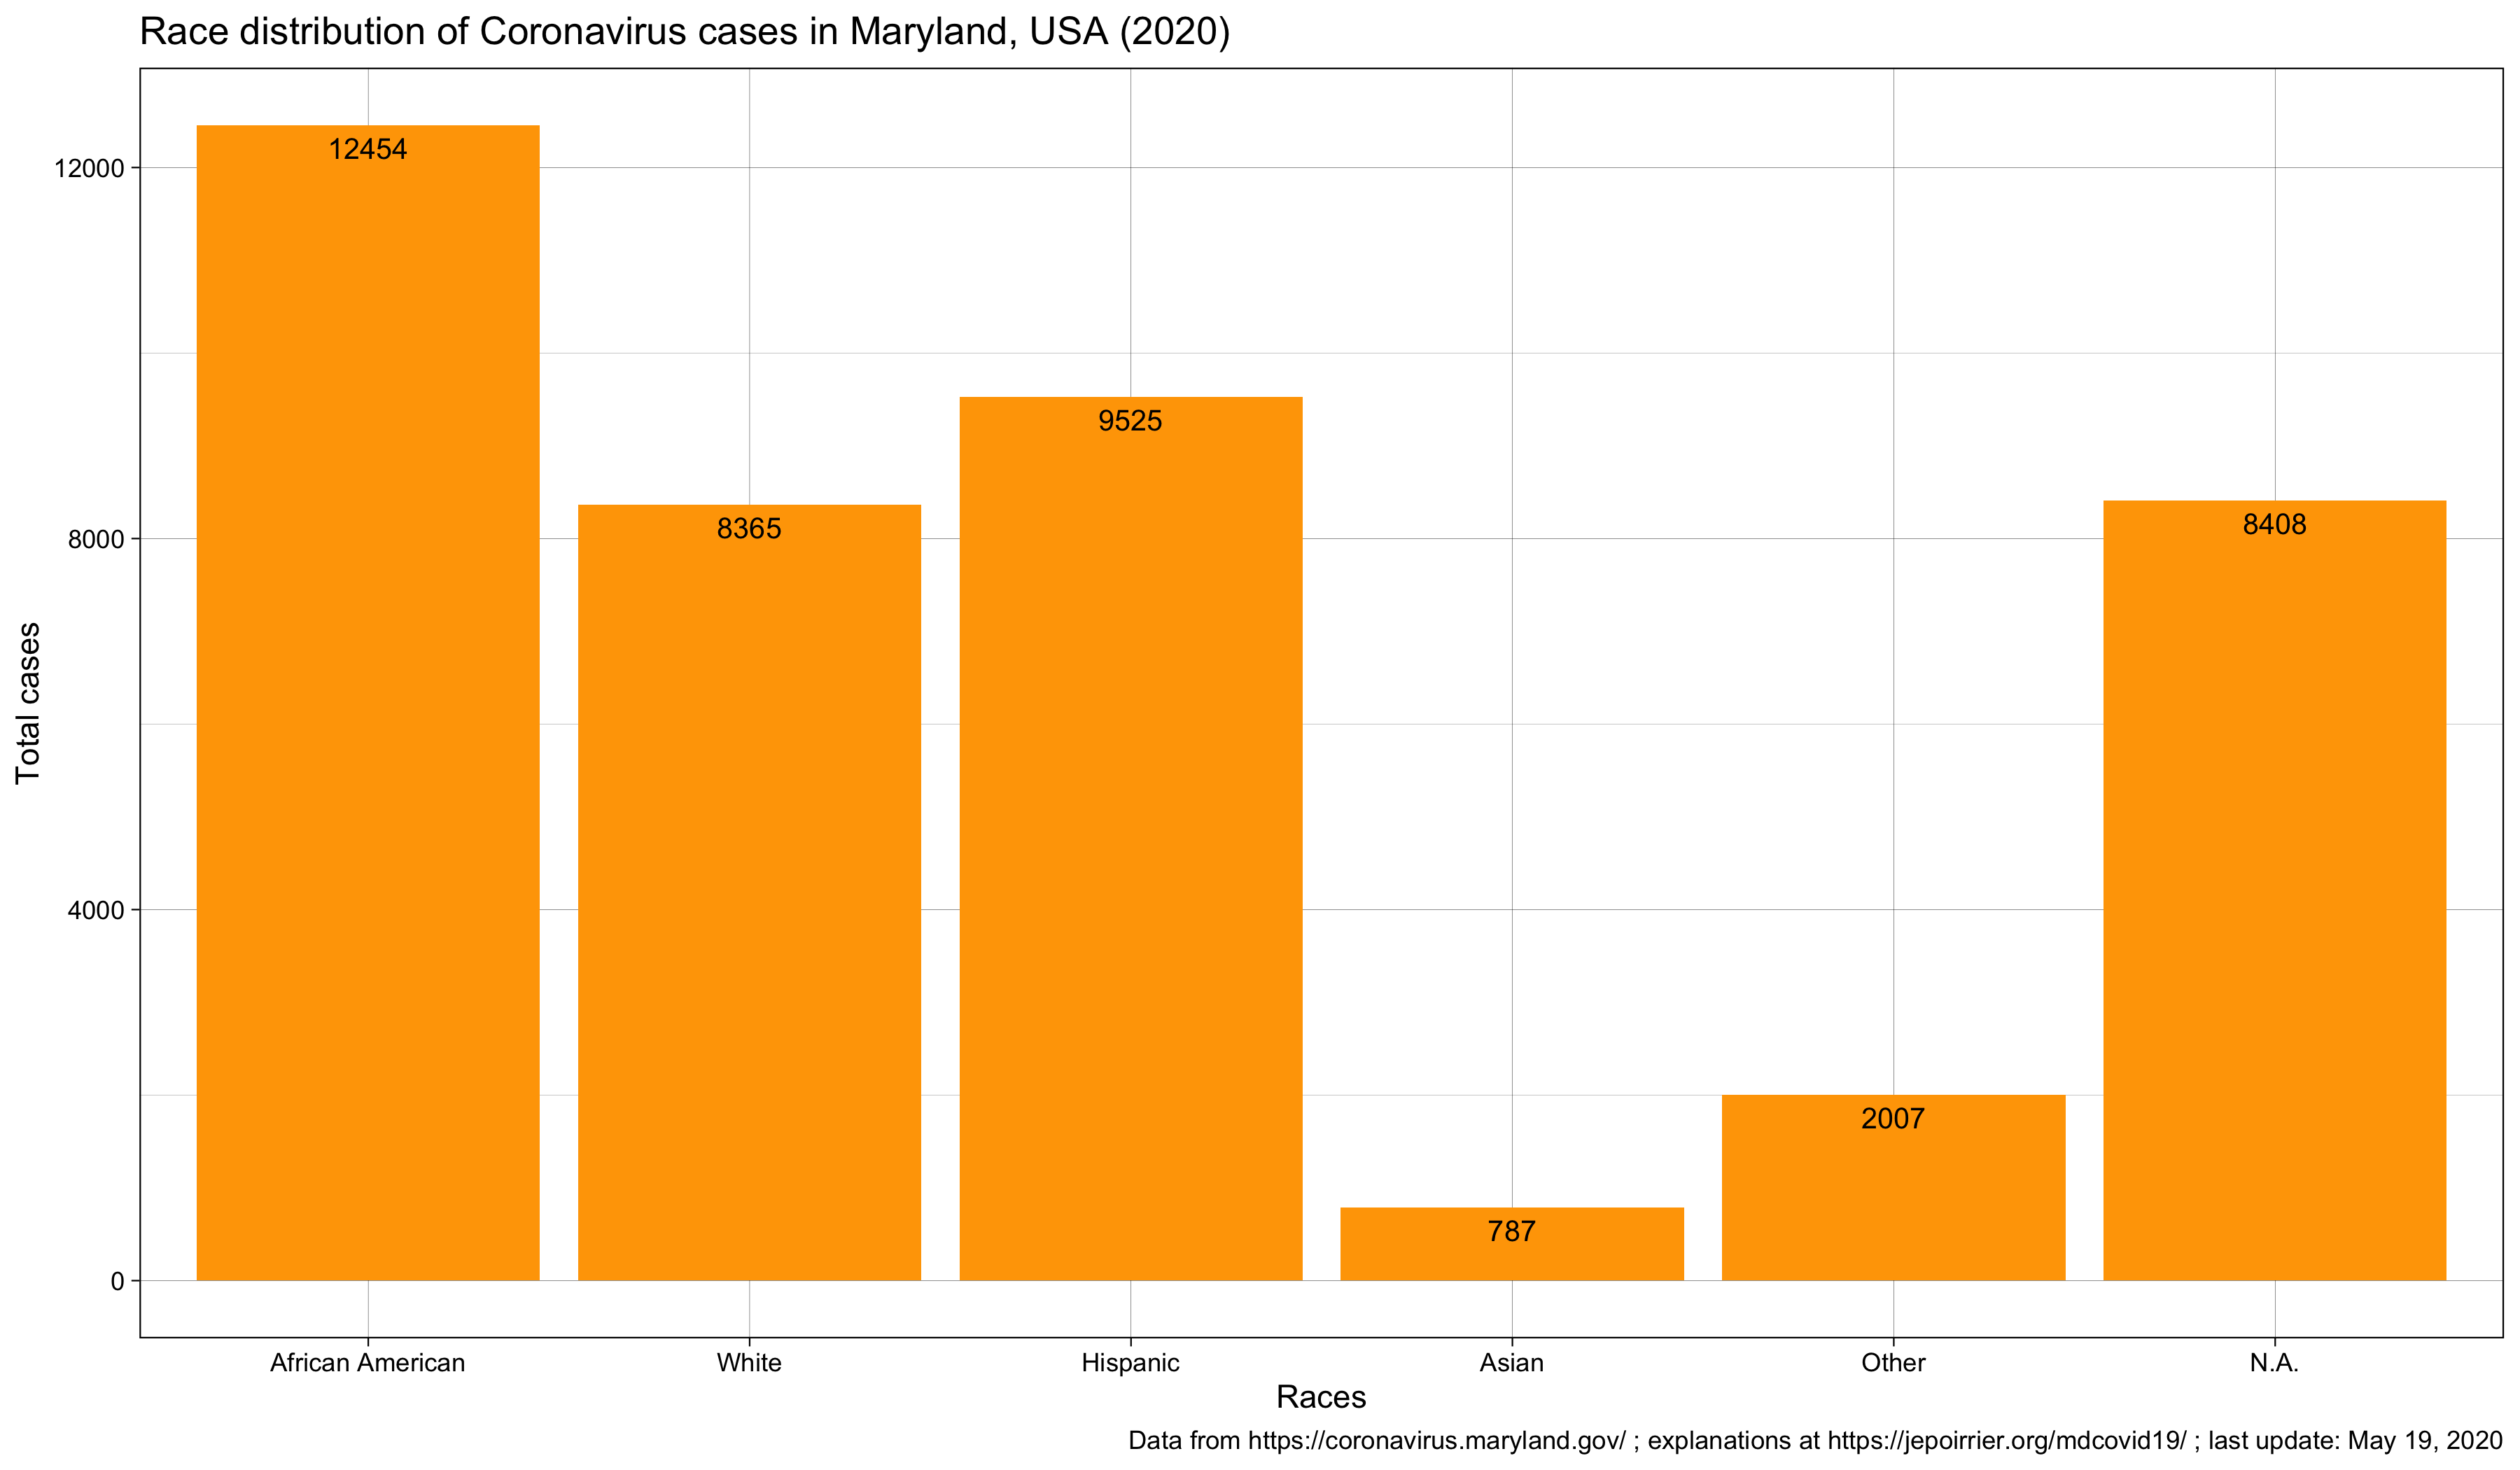 Race distribution of Coronavirus cases in Maryland, USA (2020)
12454
12000
9525
8365
8408
8000
Total cases
4000
2007
787
0
African American White Hispanic Asian Other N.A.
Races
Data from https://coronavirus.maryland.gov/ ; explanations at https://jepoirrier.org/mdcovid19/ ; last update: May 19, 2020